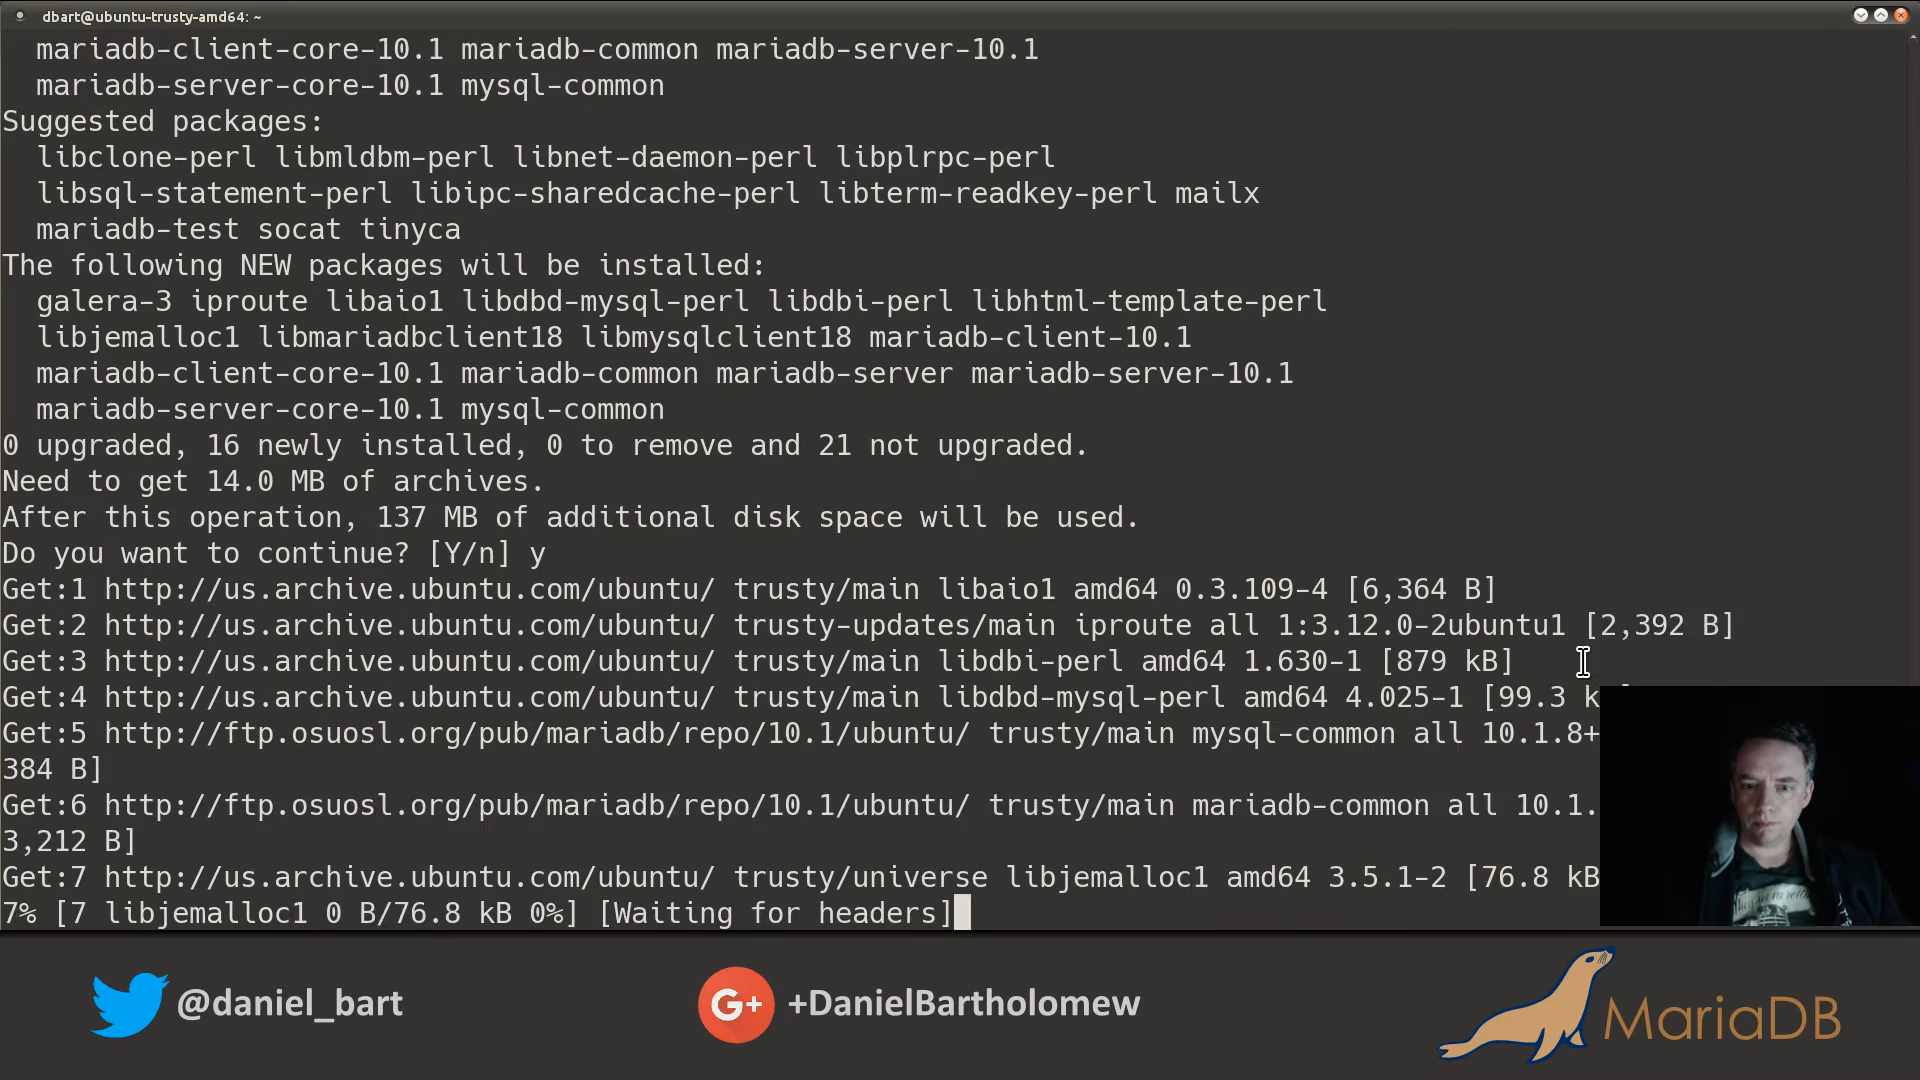 dbart@ubuntu-trusty-amd64: ~
mariadb-client-core-10.1 mariadb-common mariadb-server-10.1
mariadb-server-core-10.1 mysql-common
Suggested packages:
libclone-perl libmldbm-perl libnet-daemon-perl libplrpc-perl
libsql-statement-perl libipc-sharedcache-perl libterm-readkey-perl mailx
mariadb-test socat tinyca
The following NEW packages will be installed:
galera-3 iproute libaio1 libdbd-mysql-perl libdbi-perl libhtml-template-perl
libjemalloc1 libmariadbclient18 libmysqlclient18 mariadb-client-10.1
mariadb-client-core-10.1 mariadb-common mariadb-server mariadb-server-10.1
mariadb-server-core-10.1 mysql-common
0 upgraded, 16 newly installed, 0 to remove and 21 not upgraded.
Need to get 14.0 MB of archives.
After this operation, 137 MB of additional disk space will be used.
Do you want to continue? [Y/n] y
Get:1 http://us.archive.ubuntu.com/ubuntu/ trusty/main libaio1 amd64 0.3.109-4 [6,364 B]
Get:2 http://us.archive.ubuntu.com/ubuntu/ trusty-updates/main iproute all 1:3.12.0-2ubuntu1 [2,392 B]
Get:3 http://us.archive.ubuntu.com/ubuntu/ trusty/main libdbi-perl amd64 1.630-1 [879 kB]
Get:4 http://us.archive.ubuntu.com/ubuntu/ trusty/main libdbd-mysql-perl amd64 4.025-1 [99.3 k
Get:5 http://ftp.osuosl.org/pub/mariadb/repo/10.1/ubuntu/ trusty/main mysql-common all 10.1.8+
384 B]
Get:6 http://ftp.osuosl.org/pub/mariadb/repo/10.1/ubuntu/ trusty/main mariadb-common all 10.1.
3,212 B]
Get:7 http://us.archive.ubuntu.com/ubuntu/ trusty/universe libjemalloc1 amd64 3.5.1-2 [76.8 kB
7% [7 libjemalloc1 0 B/76.8 kB 0%] [Waiting for headers]
@daniel_bart
G+ +DanielBartholomew
MariaDB